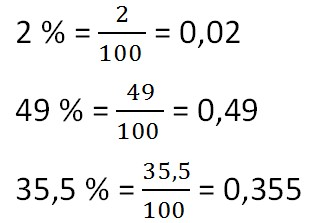 2 % = 2/100 = 0,02
49 % = 49/100 = 0,49
35,5 % = 35,5/100 = 0,355